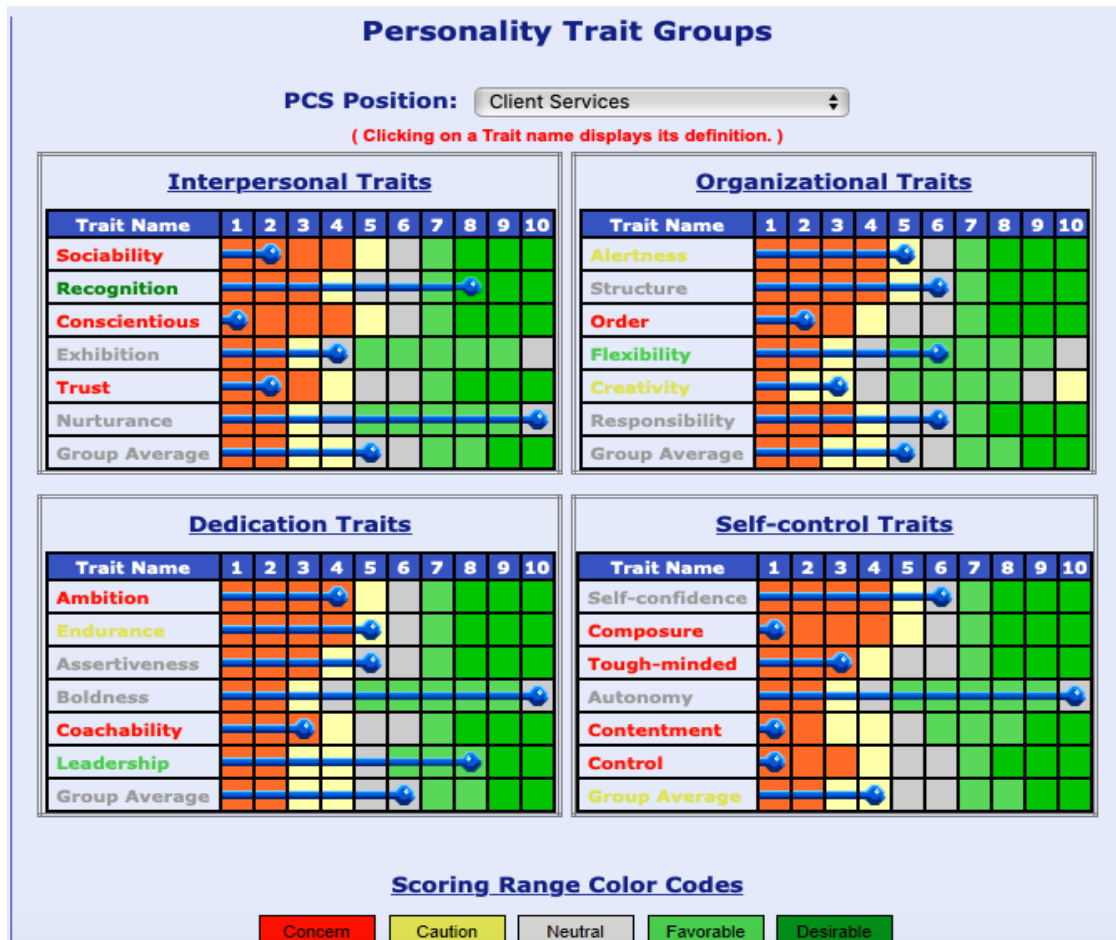 Personality Trait Groups
PCS Position: Client Services
( Clicking on a Trait name displays its definition. )
Interpersonal Traits
Trait Name 1 2 3 4 5 6 7 8 9 10
Sociability
Recognition
Conscientious
Exhibition
Trust
Nurturance
Group Average
Organizational Traits
Trait Name 1 2 3 4 5 6 7 8 9 10
Alertness
Structure
Order
Flexibility
Creativity
Responsibility
Group Average
Dedication Traits
Trait Name 1 2 3 4 5 6 7 8 9 10
Ambition
Endurance
Assertiveness
Boldness
Coachability
Leadership
Group Average
Self-control Traits
Trait Name 1 2 3 4 5 6 7 8 9 10
Self-confidence
Composure
Tough-minded
Autonomy
Contentment
Control
Group Average
Scoring Range Color Codes
Concern Caution Neutral Favorable Desirable